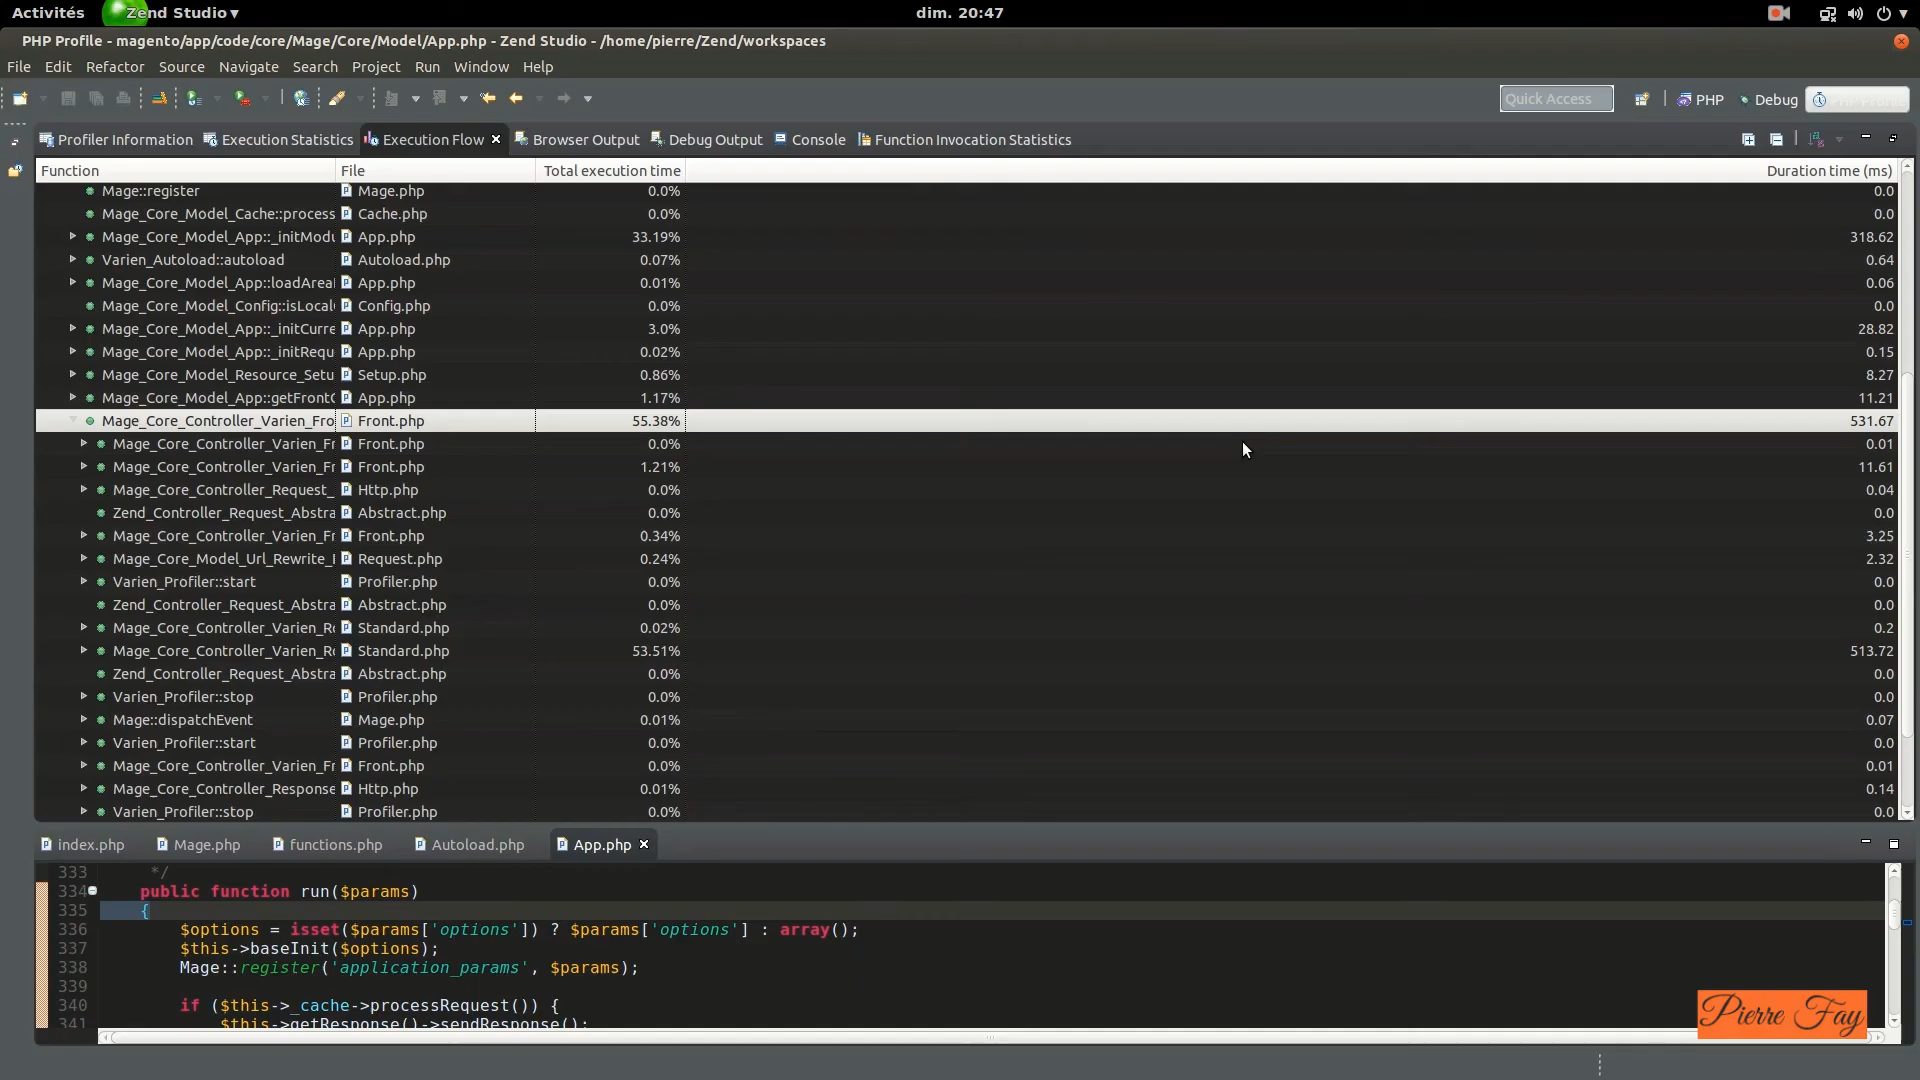 Activités Zend Studio ▾ dim. 20:47
PHP Profile - magento/app/code/core/Mage/Core/Model/App.php - Zend Studio - /home/pierre/Zend/workspaces
File Edit Refactor Source Navigate Search Project Run Window Help
Quick Access PHP Debug
Profiler Information Execution Statistics Execution Flow Browser Output Debug Output Console Function Invocation Statistics
Function File Total execution time Duration time (ms)
Mage::register Mage.php 0.0% 0.0
Mage_Core_Model_Cache::process Cache.php 0.0% 0.0
Mage_Core_Model_App::_initModu App.php 33.19% 318.62
Varien_Autoload::autoload Autoload.php 0.07% 0.64
Mage_Core_Model_App::loadArea App.php 0.01% 0.06
Mage_Core_Model_Config::isLocal Config.php 0.0% 0.0
Mage_Core_Model_App::_initCurre App.php 3.0% 28.82
Mage_Core_Model_App::_initRequ App.php 0.02% 0.15
Mage_Core_Model_Resource_Setu Setup.php 0.86% 8.27
Mage_Core_Model_App::getFront App.php 1.17% 11.21
Mage_Core_Controller_Varien_Fro Front.php 55.38% 531.67
Mage_Core_Controller_Varien_Fr Front.php 0.0% 0.01
Mage_Core_Controller_Varien_Fr Front.php 1.21% 11.61
Mage_Core_Controller_Request_ Http.php 0.0% 0.04
Zend_Controller_Request_Abstra Abstract.php 0.0% 0.0
Mage_Core_Controller_Varien_Fr Front.php 0.34% 3.25
Mage_Core_Model_Url_Rewrite_ Request.php 0.24% 2.32
Varien_Profiler::start Profiler.php 0.0% 0.0
Zend_Controller_Request_Abstra Abstract.php 0.0% 0.0
Mage_Core_Controller_Varien_R Standard.php 0.02% 0.2
Mage_Core_Controller_Varien_R Standard.php 53.51% 513.72
Zend_Controller_Request_Abstra Abstract.php 0.0% 0.0
Varien_Profiler::stop Profiler.php 0.0% 0.0
Mage::dispatchEvent Mage.php 0.01% 0.07
Varien_Profiler::start Profiler.php 0.0% 0.0
Mage_Core_Controller_Varien_Fr Front.php 0.0% 0.01
Mage_Core_Controller_Response Http.php 0.01% 0.14
Varien_Profiler::stop Profiler.php 0.0% 0.0
index.php Mage.php functions.php Autoload.php App.php
333 */
334 public function run($params)
335 {
336 $options = isset($params['options']) ? $params['options'] : array();
337 $this->baseInit($options);
338 Mage::register('application_params', $params);
339
340 if ($this->_cache->processRequest()) {
341 $this->getResponse()->sendResponse();
Pierre Fay